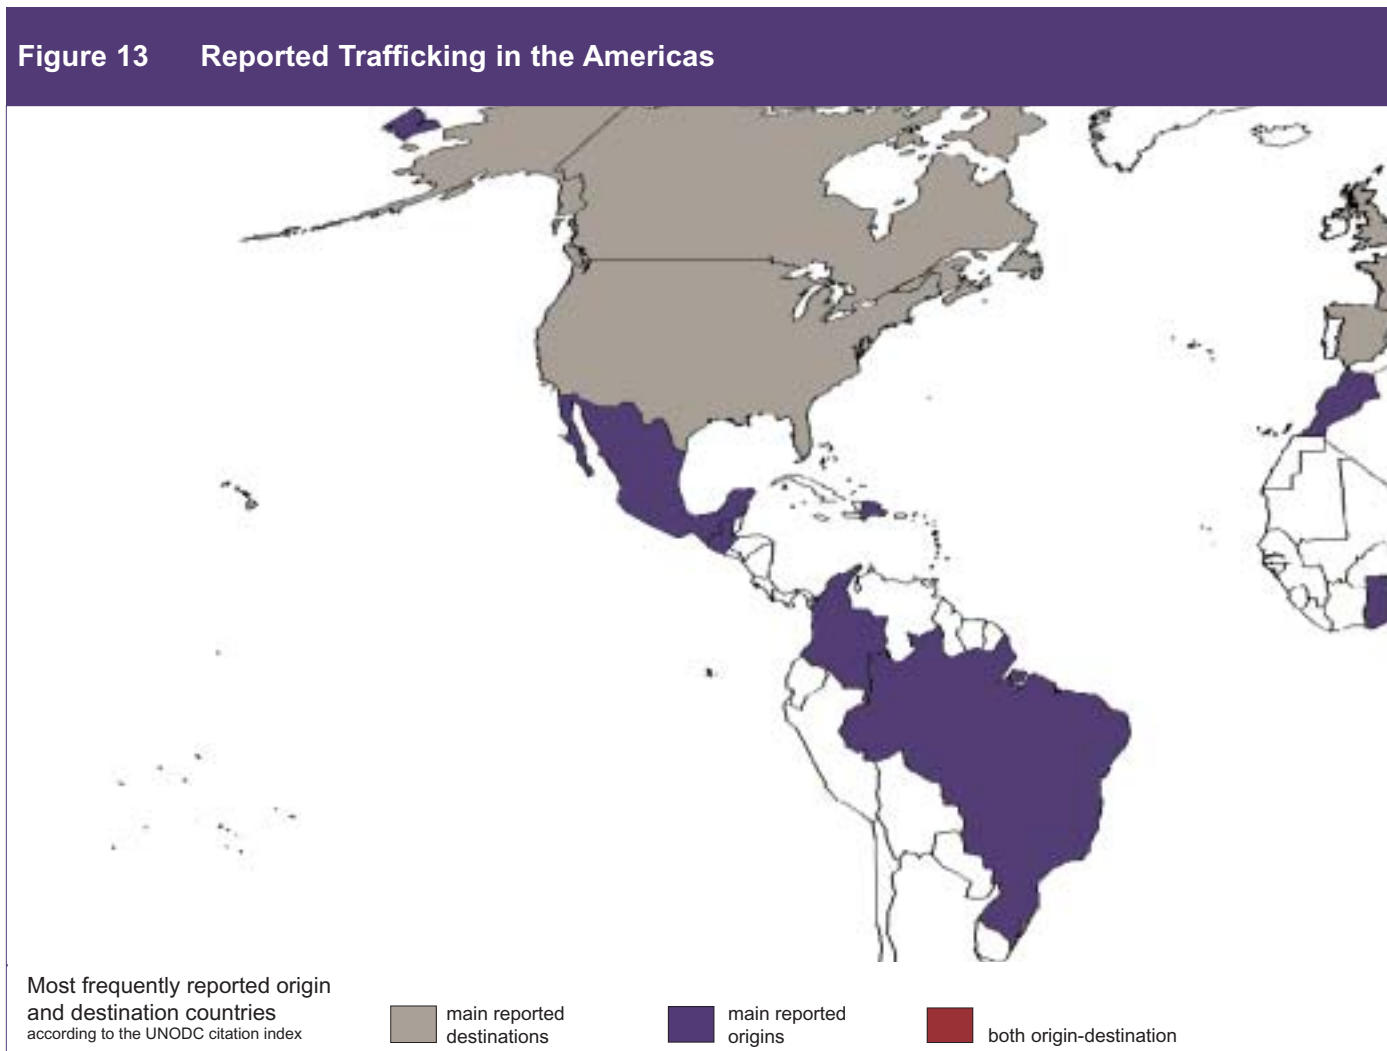 Figure 13 Reported Trafficking in the Americas
Most frequently reported origin
and destination countries
according to the UNODC citation index
main reported
destinations
main reported
origins
both origin-destination